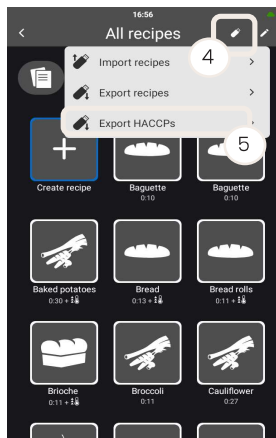 16:56
All recipes
4
Import recipes
Export recipes
Export HACCPs
5
Create recipe
Baguette
0:10
Baguette
0:10
Baked potatoes
0:30 +
Bread
0:13 +
Bread rolls
0:11 +
Brioche
0:11 +
Broccoli
0:11
Cauliflower
0:27